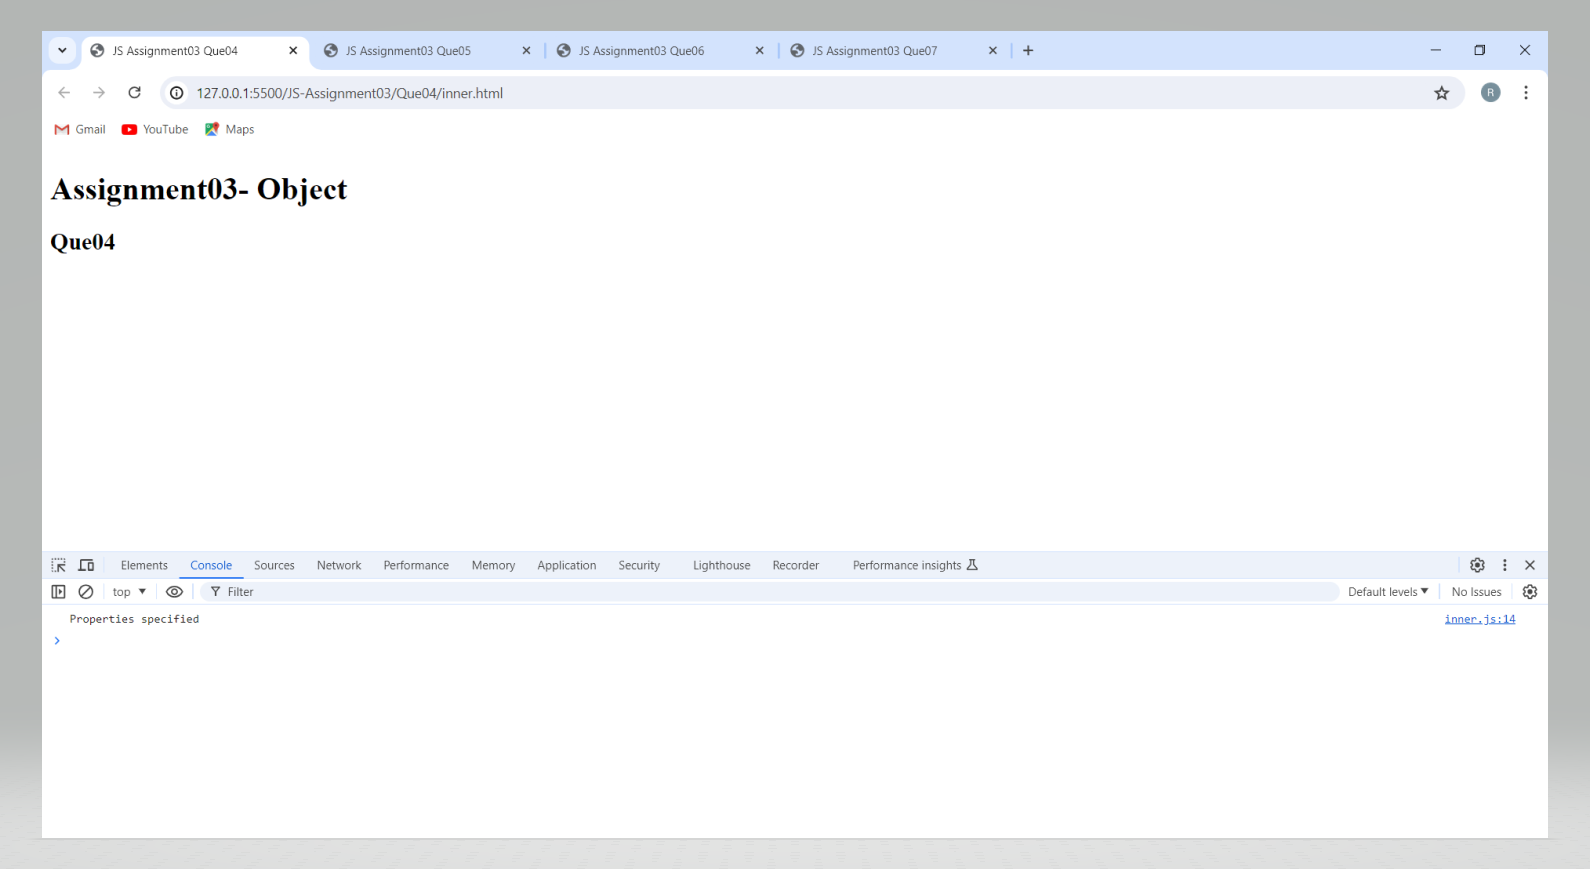 JS Assignment03 Que04 JS Assignment03 Que05 JS Assignment03 Que06 JS Assignment03 Que07
127.0.0.1:5500/JS-Assignment03/Que04/inner.html R
Gmail YouTube Maps
Assignment03- Object
Que04
Elements Console Sources Network Performance Memory Application Security Lighthouse Recorder Performance insights
top Filter Default levels No Issues
Properties specified inner.js:14